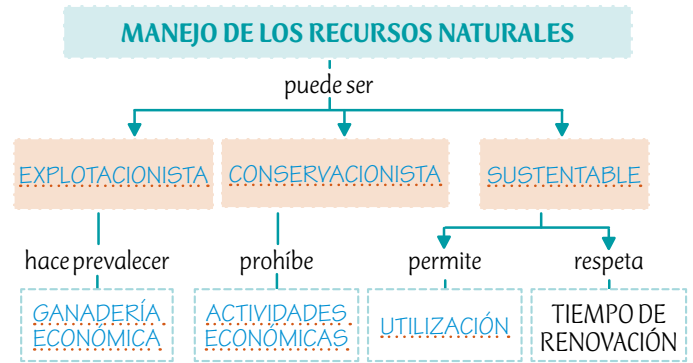 MANEJO DE LOS RECURSOS NATURALES
puede ser
EXPLOTACIONISTA
CONSERVACIONISTA
SUSTENTABLE
hace prevalecer
prohíbe
permite
respeta
GANADERÍA
ECONÓMICA
ACTIVIDADES
ECONÓMICAS
UTILIZACIÓN
TIEMPO DE
RENOVACIÓN